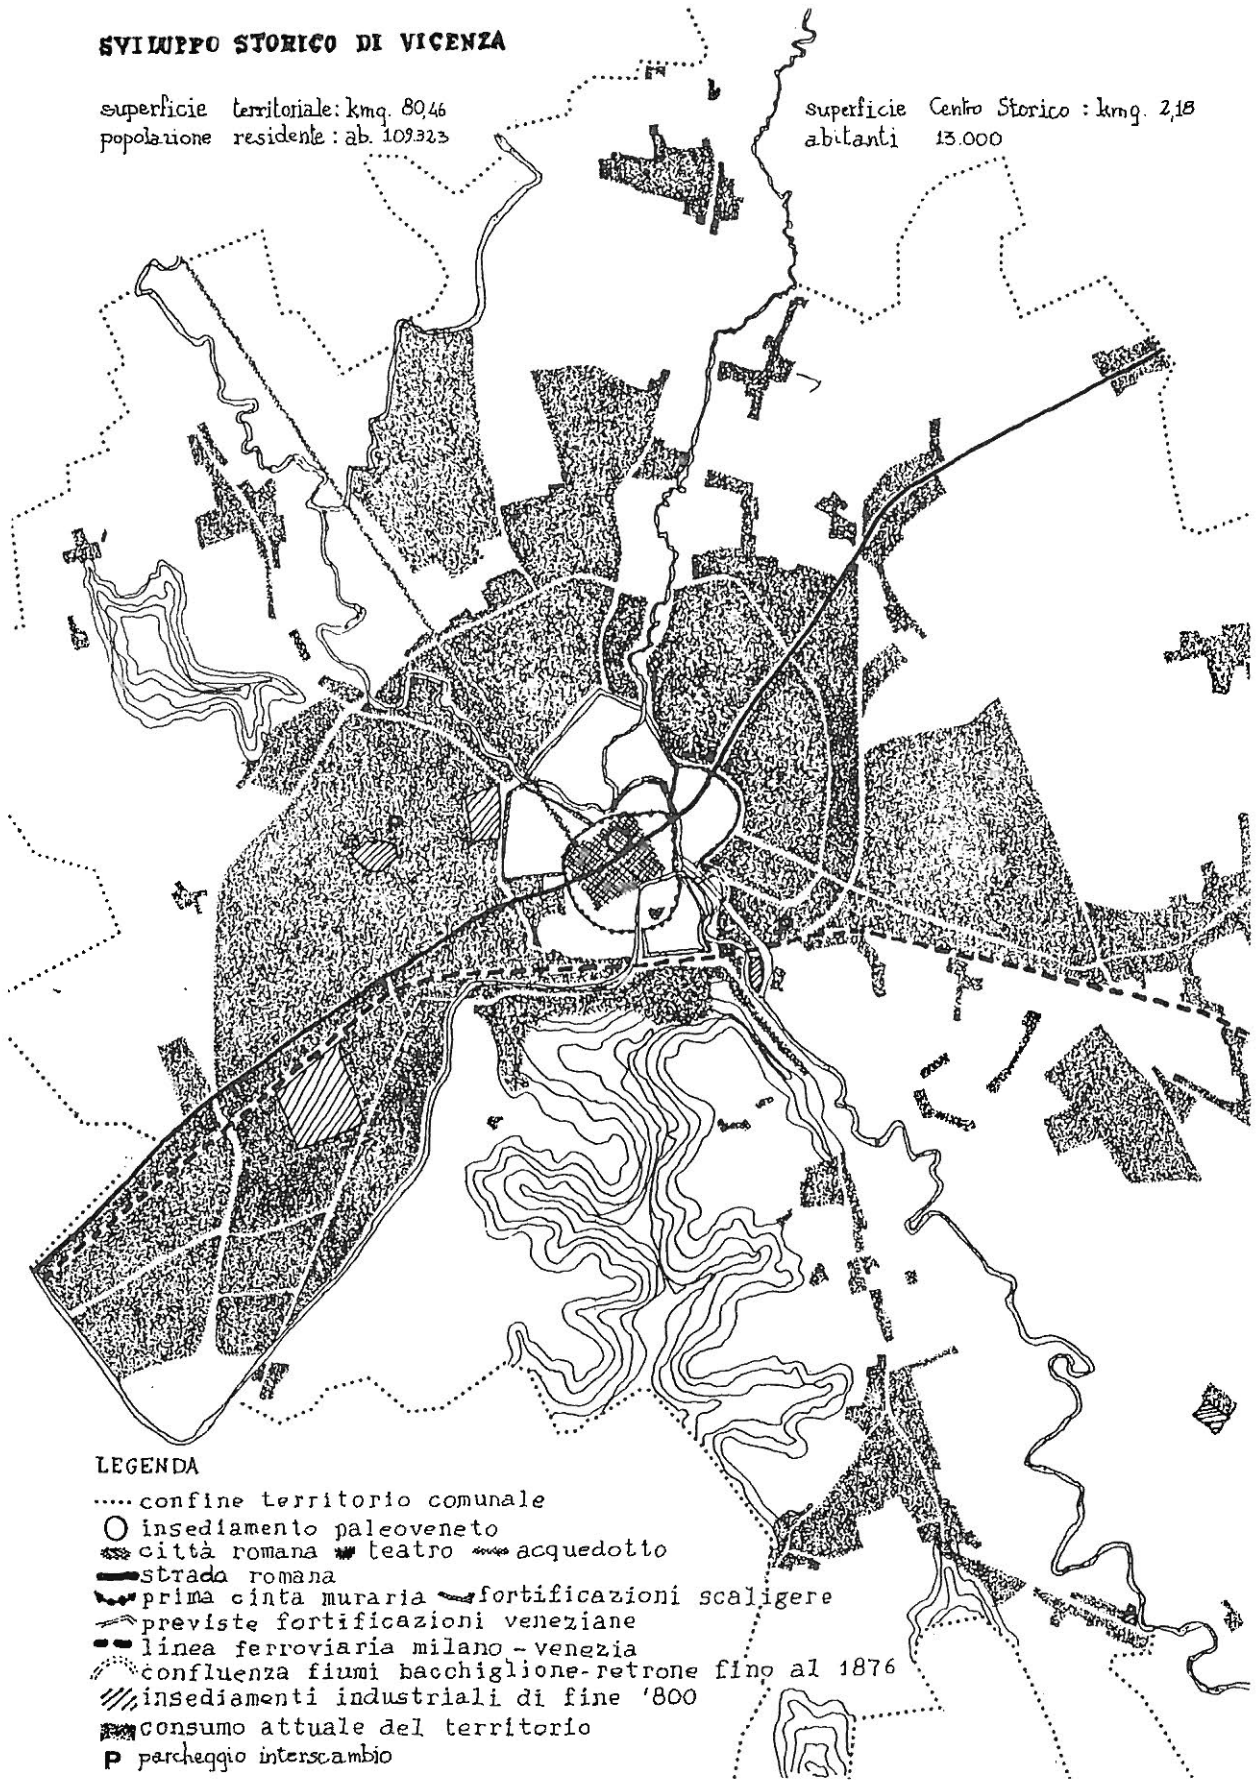 SVILUPPO STORICO DI VICENZA
superficie territoriale: kmq. 80,46
popolazione residente: ab. 109.323
superficie Centro Storico : kmq. 2,18
abitanti 13.000
P
LEGENDA
confine territorio comunale
insediamento paleoveneto
città romana teatro acquedotto
strada romana
prima cinta muraria fortificazioni scaligere
previste fortificazioni veneziane
linea ferroviaria milano-venezia
confluenza fiumi bacchiglione-retrone fino al 1876
insediamenti industriali di fine '800
consumo attuale del territorio
P parcheggio interscambio